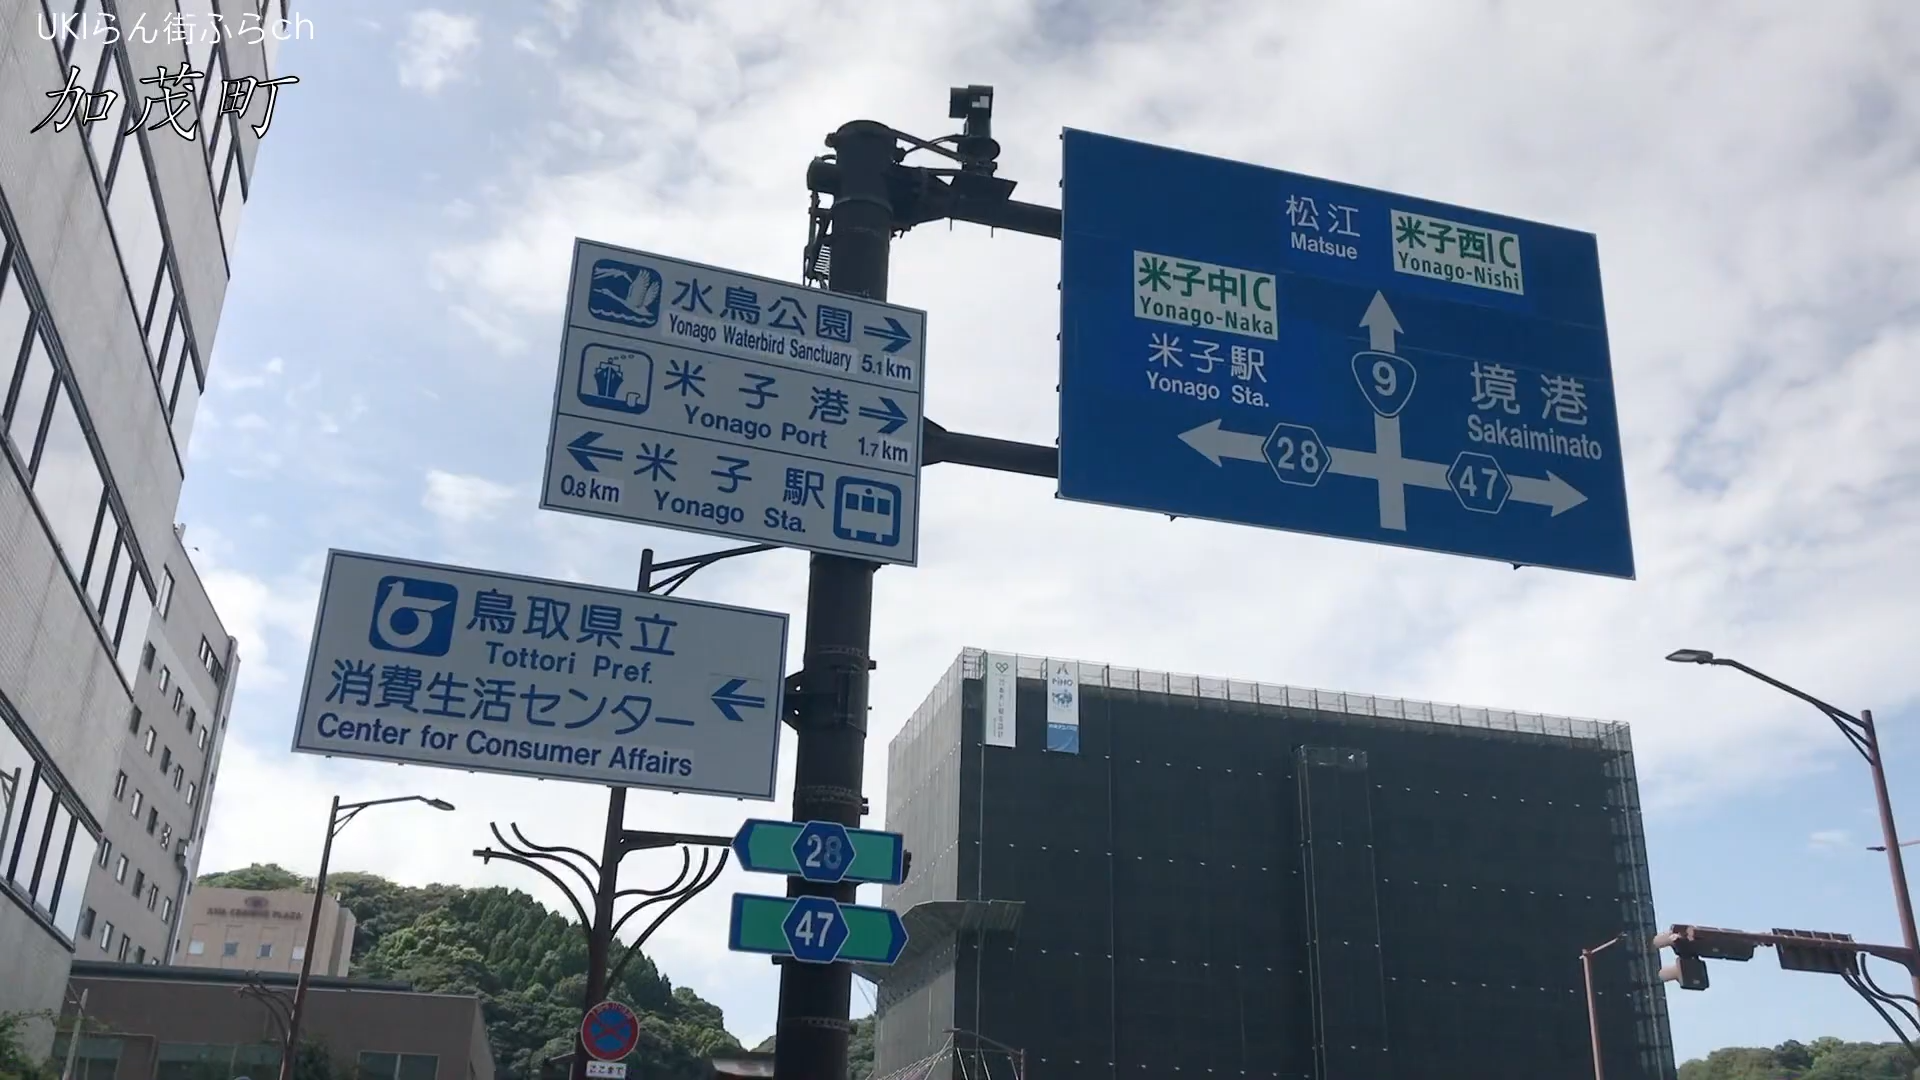 UKIらん街ふらch
加茂町
松江
Matsue
米子西IC
Yonago-Nishi
米子中IC
Yonago-Naka
米子駅
Yonago Sta.
9
境港
Sakaiminato
28
47
水鳥公園
Yonago Waterbird Sanctuary 5.1km
米子港
Yonago Port 1.7km
米子駅
0.8km Yonago Sta.
鳥取県立
Tottori Pref.
消費生活センター
Center for Consumer Affairs
28
47
ANA CROWNE PLAZA
ここまで